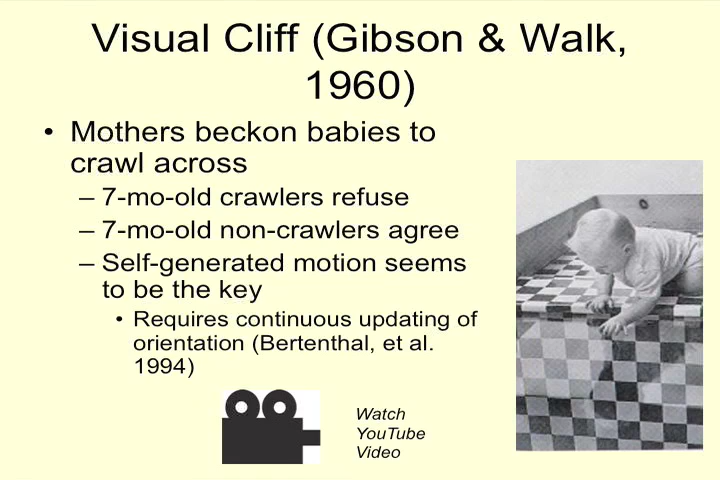 Visual Cliff (Gibson & Walk,
1960)
• Mothers beckon babies to
crawl across
– 7-mo-old crawlers refuse
– 7-mo-old non-crawlers agree
– Self-generated motion seems
to be the key
• Requires continuous updating of
orientation (Bertenthal, et al.
1994)
Watch
YouTube
Video